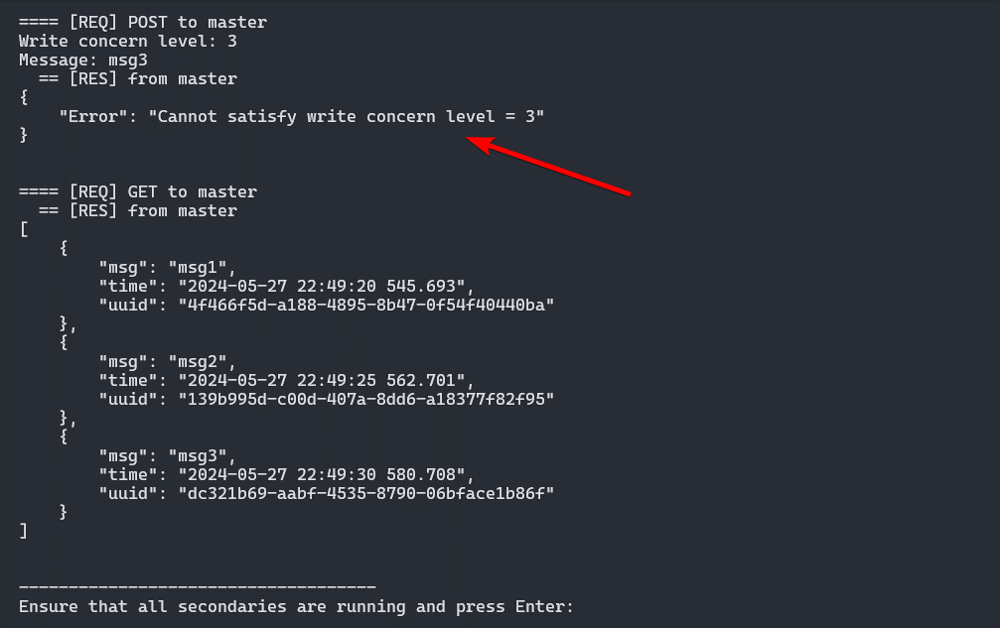 ==== [REQ] POST to master
Write concern level: 3
Message: msg3
  == [RES] from master
{
    "Error": "Cannot satisfy write concern level = 3"
}
==== [REQ] GET to master
  == [RES] from master
[
    {
        "msg": "msg1",
        "time": "2024-05-27 22:49:20 545.693",
        "uuid": "4f466f5d-a188-4895-8b47-0f54f40440ba"
    },
    {
        "msg": "msg2",
        "time": "2024-05-27 22:49:25 562.701",
        "uuid": "139b995d-c00d-407a-8dd6-a18377f82f95"
    },
    {
        "msg": "msg3",
        "time": "2024-05-27 22:49:30 580.708",
        "uuid": "dc321b69-aabf-4535-8790-06bface1b86f"
    }
]
------------------------------------
Ensure that all secondaries are running and press Enter: